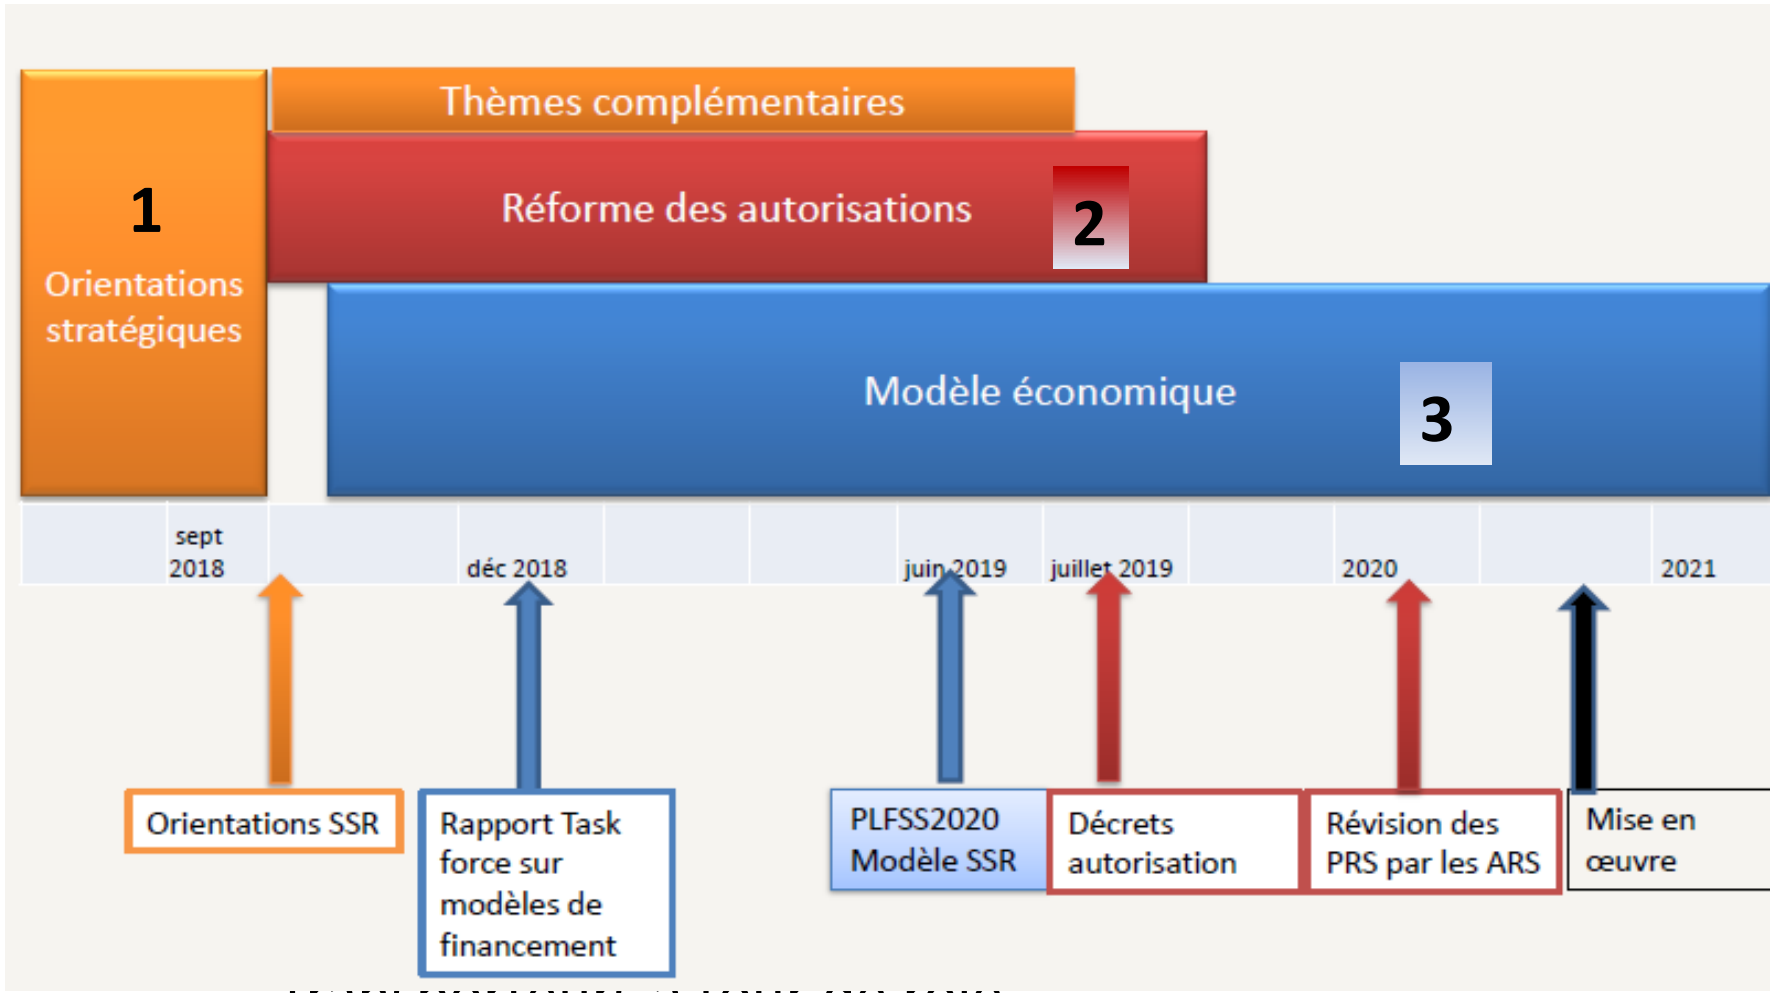 Thèmes complémentaires
1
Réforme des autorisations
2
Orientations
stratégiques
Modèle économique
3
sept
2018
déc 2018
juin 2019
juillet 2019
2020
2021
Orientations SSR
Rapport Task
force sur
modèles de
financement
PLFSS2020
Modèle SSR
Décrets
autorisation
Révision des
PRS par les ARS
Mise en
œuvre